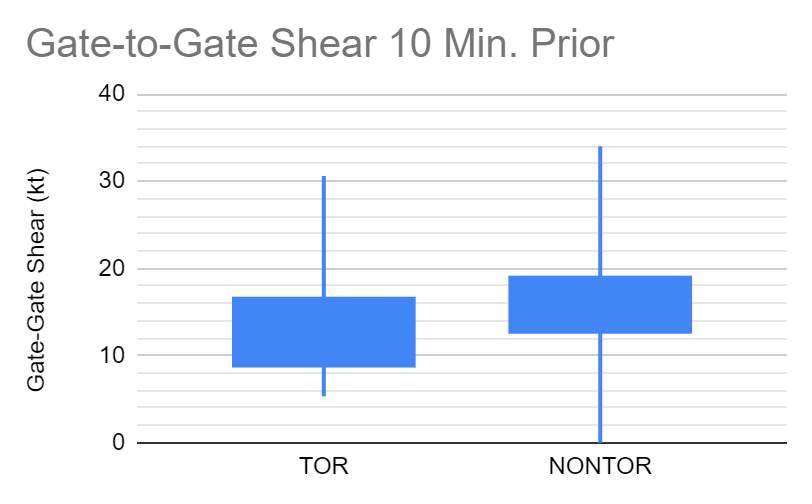 Gate-to-Gate Shear 10 Min. Prior
Gate-Gate Shear (kt)
40
30
20
10
0
TOR
NONTOR